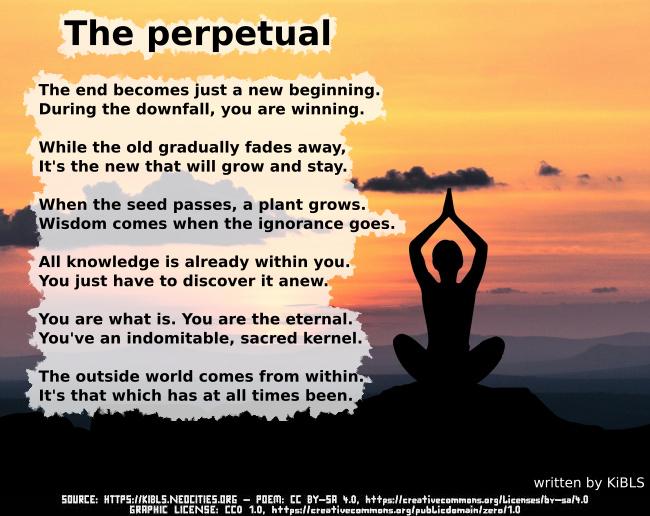 The perpetual
The end becomes just a new beginning.
During the downfall, you are winning.
While the old gradually fades away,
It's the new that will grow and stay.
When the seed passes, a plant grows.
Wisdom comes when the ignorance goes.
All knowledge is already within you.
You just have to discover it anew.
You are what is. You are the eternal.
You've an indomitable, sacred kernel.
The outside world comes from within.
It's that which has at all times been.
written by KiBLS
SOURCE: HTTPS://KIBLS.NEOCITIES.ORG – POEM: CC BY-SA 4.0, https://creativecommons.org/licenses/by-sa/4.0
GRAPHIC LICENSE: CC0 1.0, https://creativecommons.org/publicdomain/zero/1.0